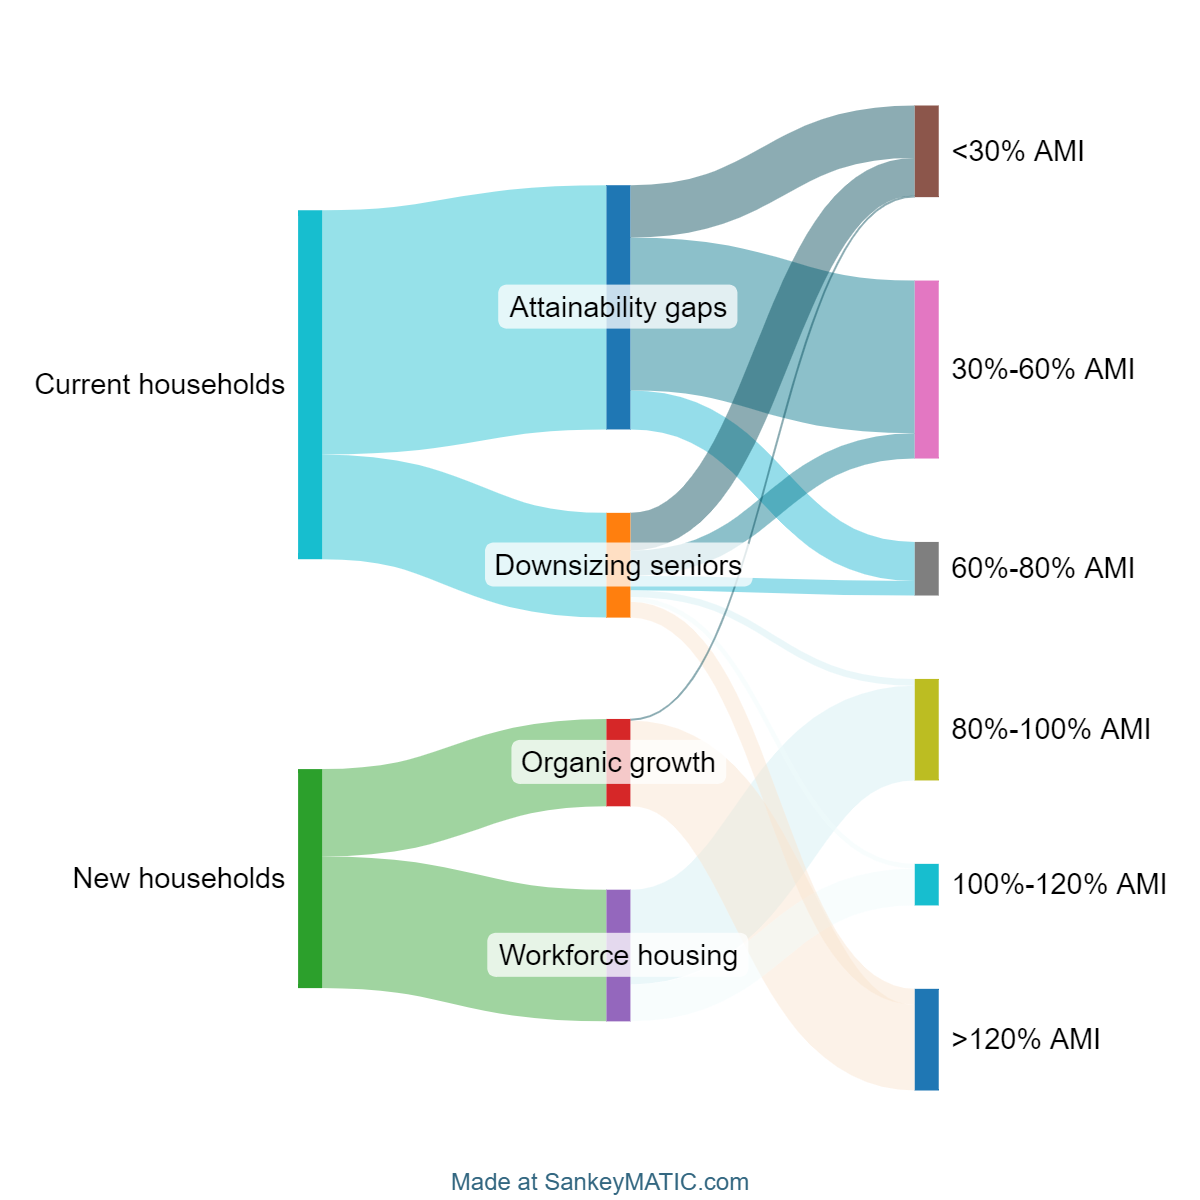 <30% AMI
Attainability gaps
30%-60% AMI
Current households
Downsizing seniors
60%-80% AMI
80%-100% AMI
Organic growth
New households
100%-120% AMI
Workforce housing
>120% AMI
Made at SankeyMATIC.com